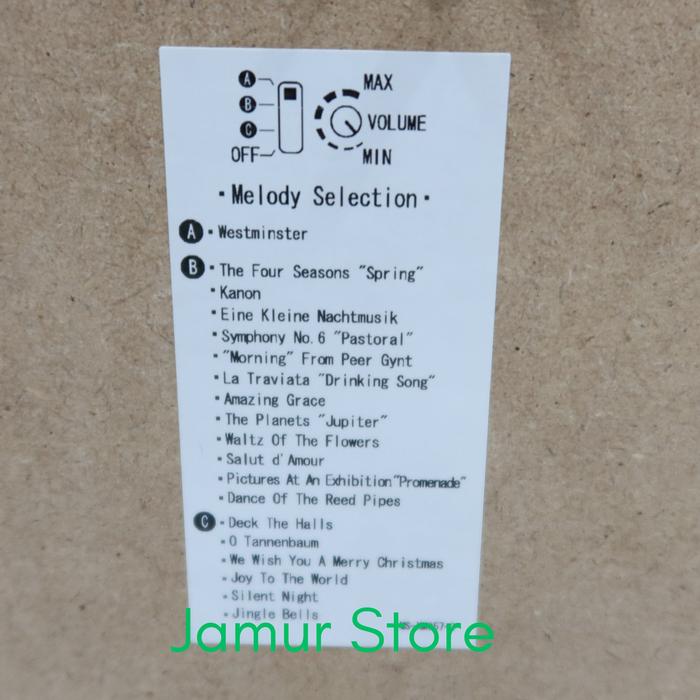 A
MAX
B
VOLUME
C
OFF
MIN
・Melody Selection・
A・Westminster
B・The Four Seasons "Spring"
・Kanon
・Eine Kleine Nachtmusik
・Symphony No.6 "Pastoral"
・"Morning" From Peer Gynt
・La Traviata "Drinking Song"
・Amazing Grace
・The Planets "Jupiter"
・Waltz Of The Flowers
・Salut d'Amour
・Pictures At An Exhibition"Promenade"
・Dance Of The Reed Pipes
C・Deck The Halls
・O Tannenbaum
・We Wish You A Merry Christmas
・Joy To The World
・Silent Night
・Jingle Bells
Jamur Store